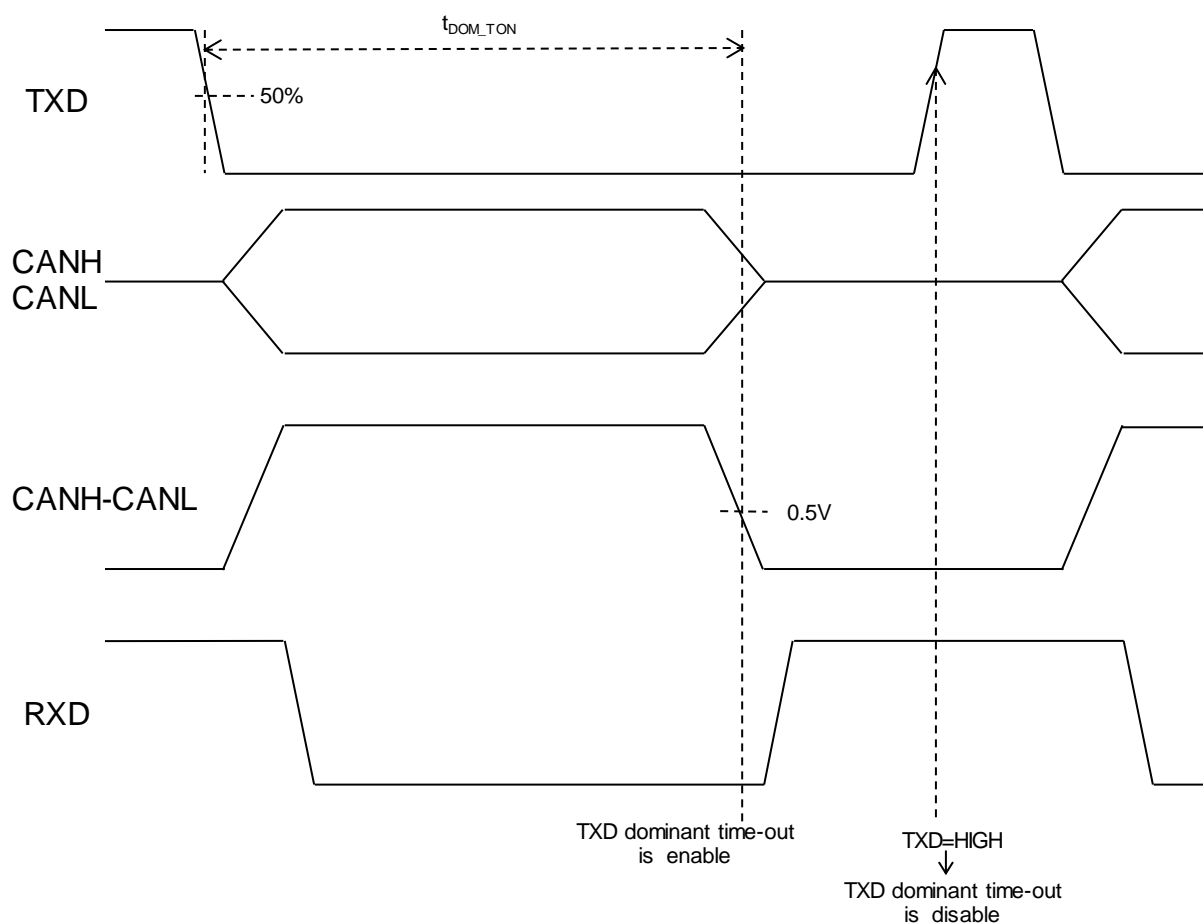 tDOM_TON
TXD
50%
CANH
CANL
CANH-CANL
0.5V
RXD
TXD dominant time-out
is enable
TXD=HIGH
TXD dominant time-out
is disable